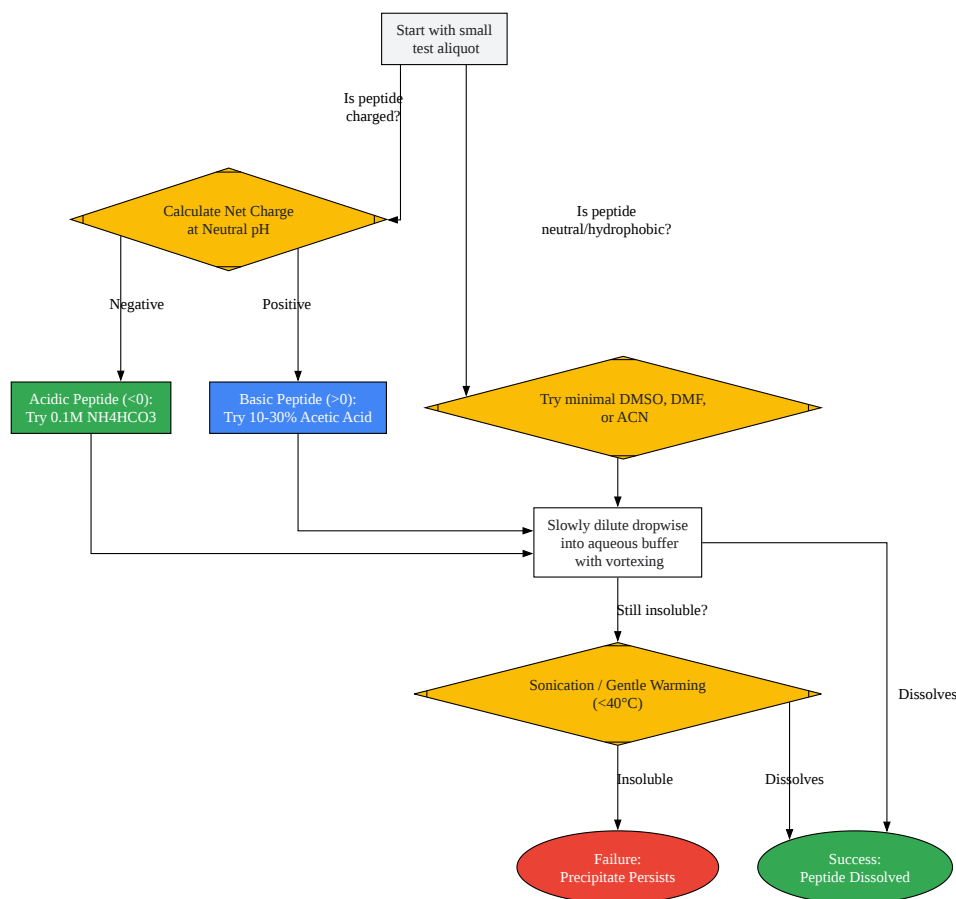 Start with small
test aliquot
Is peptide
charged?
Calculate Net Charge
at Neutral pH
Is peptide
neutral/hydrophobic?
Negative
Positive
Acidic Peptide (<0):
Try 0.1M NH4HCO3
Basic Peptide (>0):
Try 10-30% Acetic Acid
Try minimal DMSO, DMF,
or ACN
Slowly dilute dropwise
into aqueous buffer
with vortexing
Still insoluble?
Sonication / Gentle Warming
(<40°C)
Dissolves
Insoluble
Dissolves
Failure:
Precipitate Persists
Success:
Peptide Dissolved